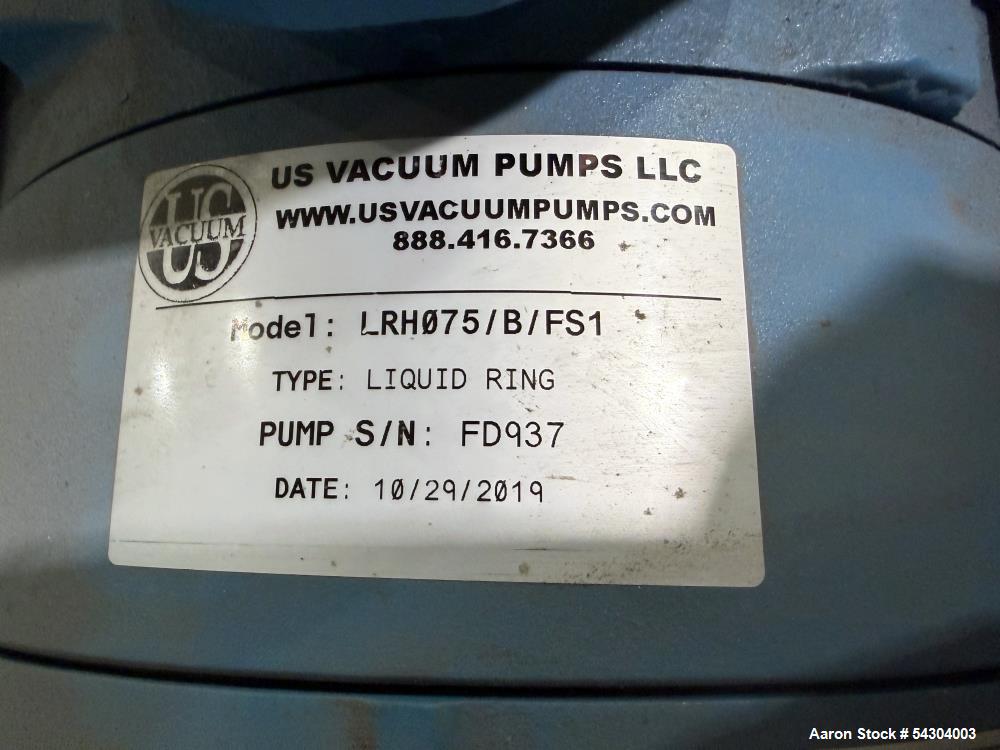 US VACUUM PUMPS LLC
US
VACUUM
WWW.USVACUUMPUMPS.COM
888.416.7366
Model: LRHØ75/B/FS1
TYPE: LIQUID RING
PUMP S/N: FD937
DATE: 10/29/2019
Aaron Stock # 54304003